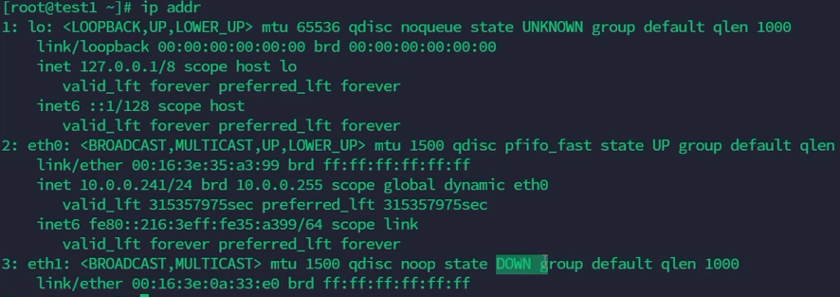 [root@test1 ~]# ip addr
1: lo: <LOOPBACK,UP,LOWER_UP> mtu 65536 qdisc noqueue state UNKNOWN group default qlen 1000
link/loopback 00:00:00:00:00:00 brd 00:00:00:00:00:00
inet 127.0.0.1/8 scope host lo
valid_lft forever preferred_lft forever
inet6 ::1/128 scope host
valid_lft forever preferred_lft forever
2: eth0: <BROADCAST,MULTICAST,UP,LOWER_UP> mtu 1500 qdisc pfifo_fast state UP group default qlen
link/ether 00:16:3e:35:a3:99 brd ff:ff:ff:ff:ff:ff
inet 10.0.0.241/24 brd 10.0.0.255 scope global dynamic eth0
valid_lft 315357975sec preferred_lft 315357975sec
inet6 fe80::216:3eff:fe35:a399/64 scope link
valid_lft forever preferred_lft forever
3: eth1: <BROADCAST,MULTICAST> mtu 1500 qdisc noop state DOWN group default qlen 1000
link/ether 00:16:3e:0a:33:e0 brd ff:ff:ff:ff:ff:ff